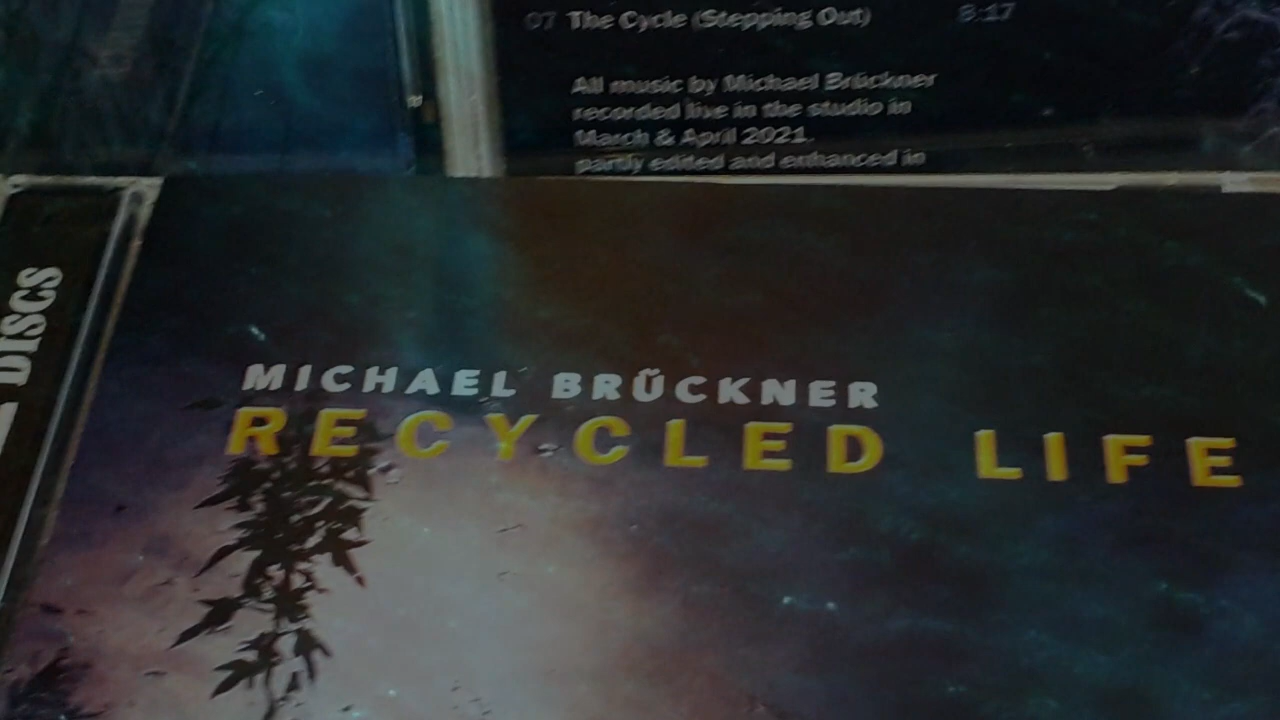 07 The Cycle (Stepping Out) 8:17
All music by Michael Brückner
recorded live in the studio in
March & April 2021.
partly edited and enhanced in
DISCS
MICHAEL BRÜCKNER
RECYCLED LIFE